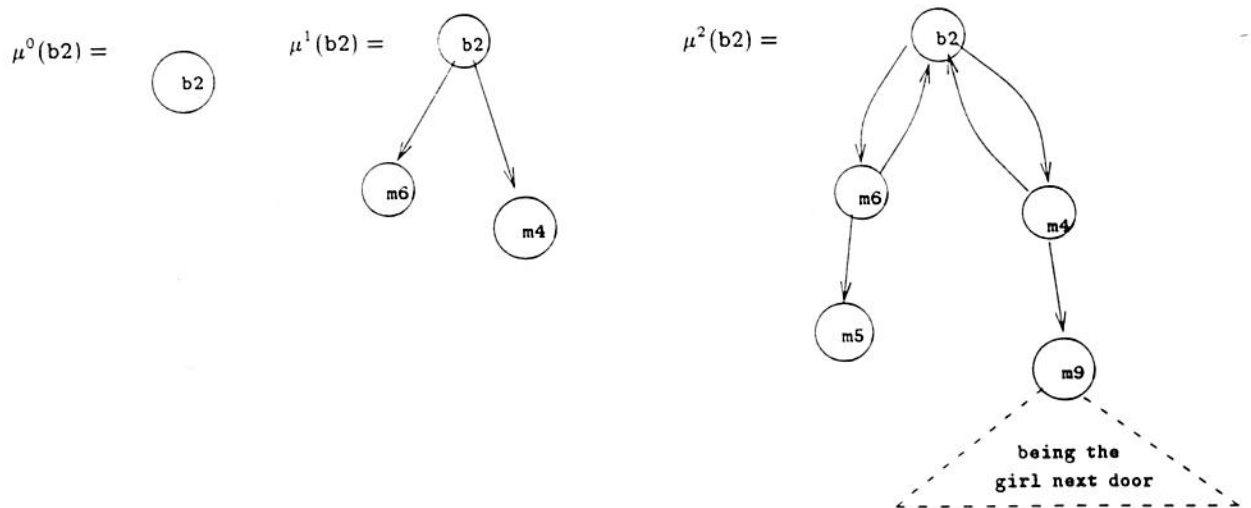 μ⁰(b2) =
b2
μ¹(b2) =
b2
m6
m4
μ²(b2) =
b2
m6
m4
m5
m9
being the
girl next door